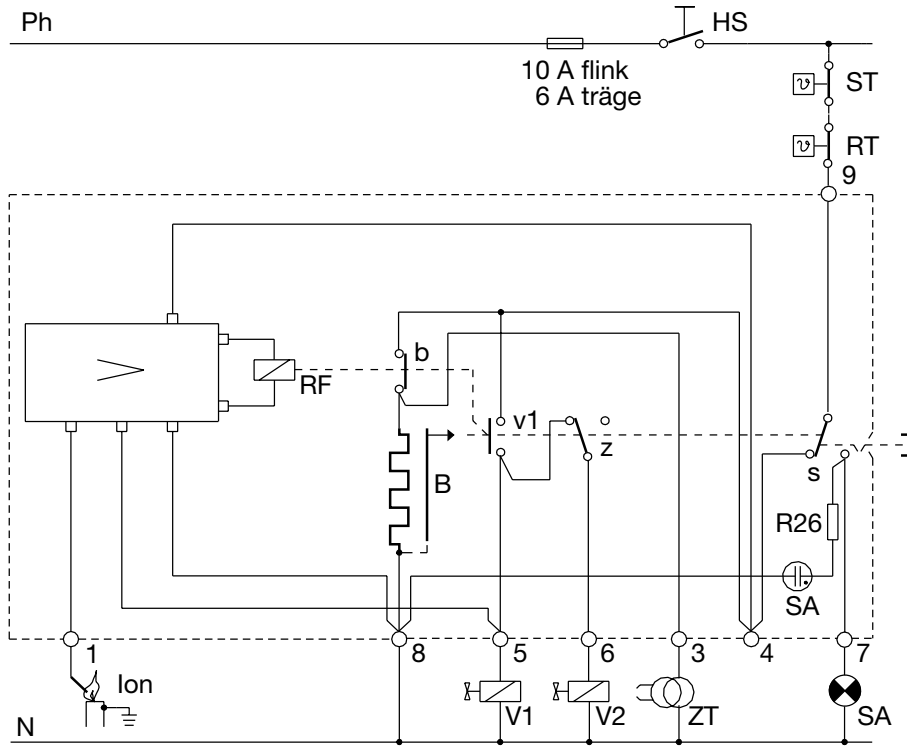 Ph
HS
10 A flink
6 A träge
ϑ ST
ϑ RT
9
b
RF
v1
z
B
s
R26
SA
1 8 5 6 3 4 7
Ion
V1 V2 ZT SA
N